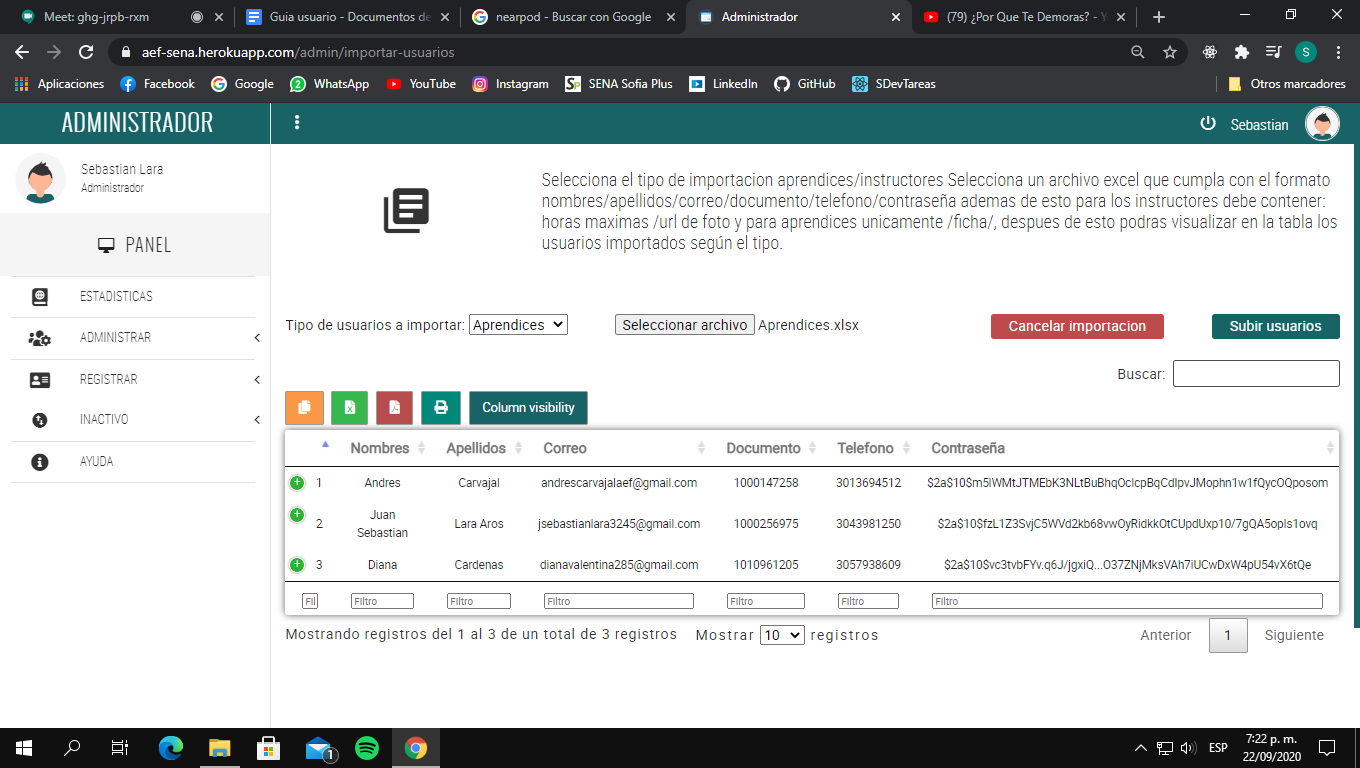 Meet: ghg-jrpb-rxm
Guia usuario - Documentos de
nearpod - Buscar con Google
Administrador
(79) ¿Por Que Te Demoras? - Y
aef-sena.herokuapp.com/admin/importar-usuarios
S
Aplicaciones
Facebook
Google
WhatsApp
YouTube
Instagram
SENA Sofia Plus
LinkedIn
GitHub
SDevTareas
Otros marcadores
ADMINISTRADOR
Sebastian
Sebastian Lara
Administrador
PANEL
ESTADISTICAS
ADMINISTRAR
REGISTRAR
INACTIVO
AYUDA
Selecciona el tipo de importacion aprendices/instructores Selecciona un archivo excel que cumpla con el formato
nombres/apellidos/correo/documento/telefono/contraseña ademas de esto para los instructores debe contener:
horas maximas /url de foto y para aprendices unicamente /ficha/, despues de esto podras visualizar en la tabla los
usuarios importados según el tipo.
Tipo de usuarios a importar: Aprendices Seleccionar archivo Aprendices.xlsx Cancelar importacion Subir usuarios
Buscar:
Column visibility
Nombres Apellidos Correo Documento Telefono Contraseña
1 Andres Carvajal andrescarvajalaef@gmail.com 1000147258 3013694512 $2a$10$m5lWMtJTMEbK3NLtBuBhqOclcpBqCdlpvJMophn1w1fQycOQposom
2 Juan Sebastian Lara Aros jsebastianlara3245@gmail.com 1000256975 3043981250 $2a$10$fzL1Z3SvjC5WVd2kb68vwOyRidkkOtCUpdUxp10/7gQA5opls1ovq
3 Diana Cardenas dianavalentina285@gmail.com 1010961205 3057938609 $2a$10$vc3tvbFYv.q6J/jgxiQ...O37ZNjMksVAh7iUCwDxW4pU54vX6tQe
Fil Filtro Filtro Filtro Filtro Filtro Filtro
Mostrando registros del 1 al 3 de un total de 3 registros Mostrar 10 registros
Anterior 1 Siguiente
1
ESP
7:22 p. m.
22/09/2020